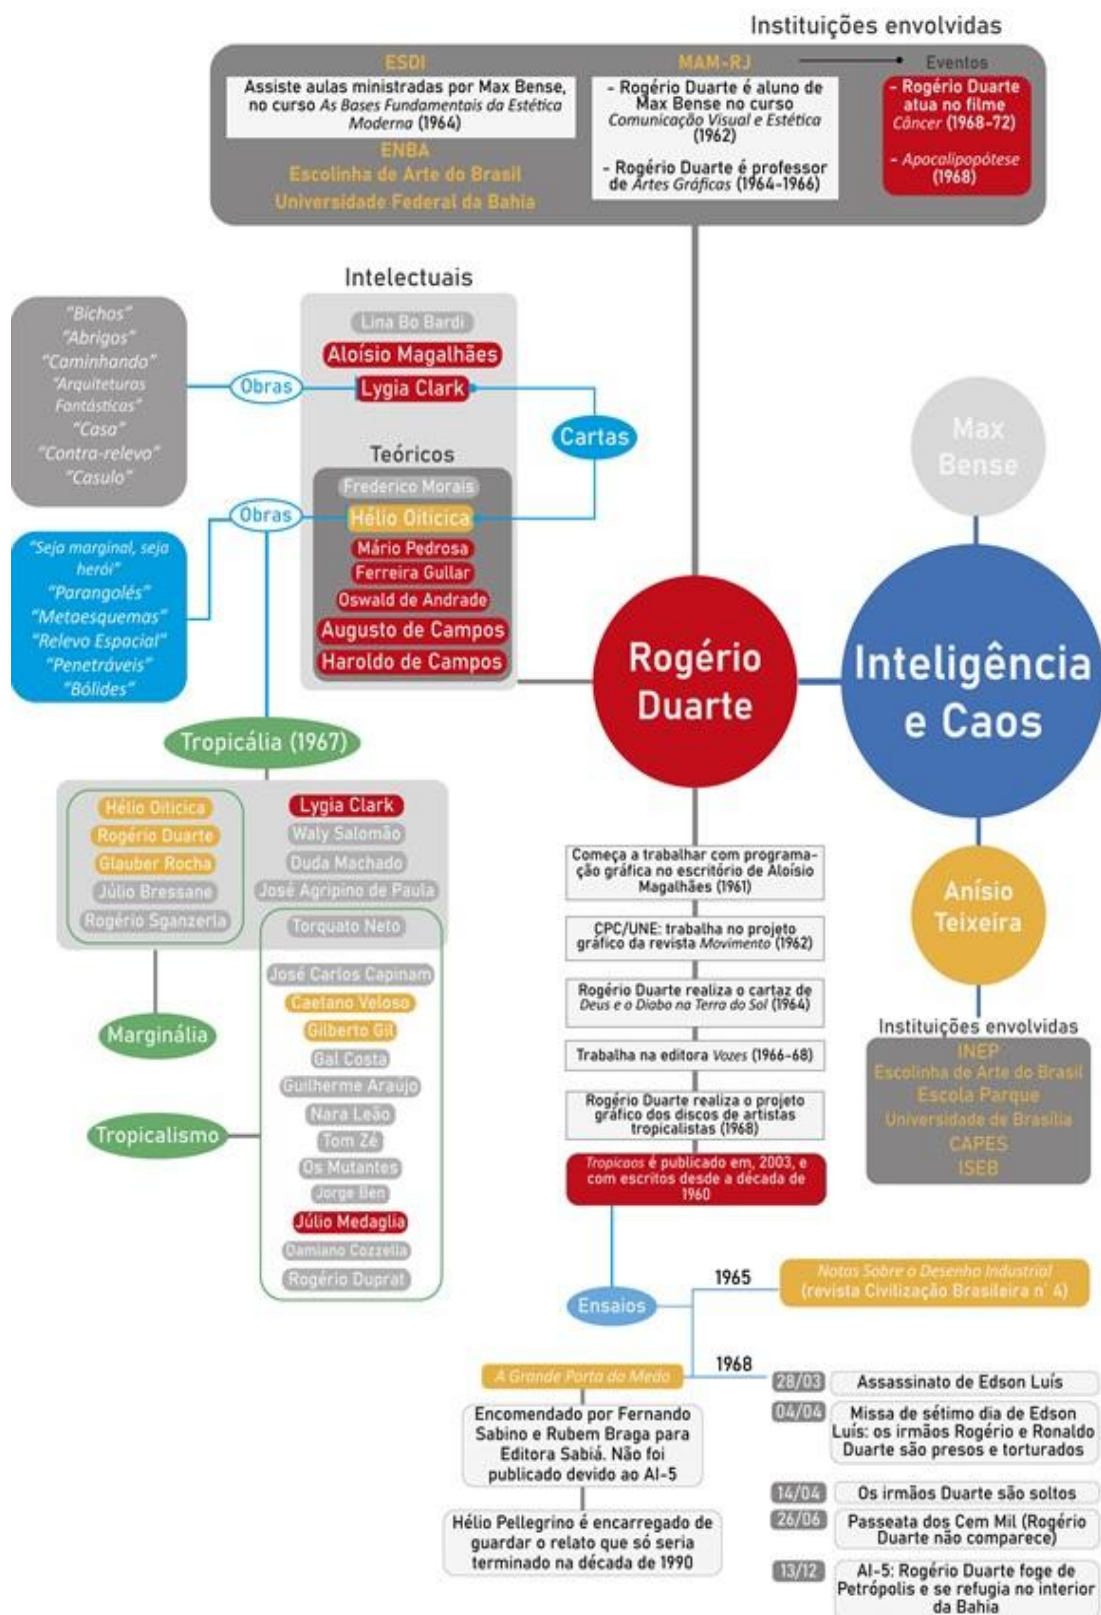 Instituições envolvidas
ESDI
Assiste aulas ministradas por Max Bense,
no curso As Bases Fundamentais da Estética
Moderna (1964)
ENBA
Escolinha de Arte do Brasil
Universidade Federal da Bahia
MAM-RJ
- Rogério Duarte é aluno de
Max Bense no curso
Comunicação Visual e Estética
(1962)
- Rogério Duarte é professor
de Artes Gráficas (1964-1966)
Eventos
- Rogério Duarte
atua no filme
Câncer (1968-72)
- Apocalipopótese
(1968)
Intelectuais
Lina Bo Bardi
Aloísio Magalhães
Lygia Clark
Teóricos
Frederico Morais
Hélio Oiticica
Mário Pedrosa
Ferreira Gullar
Oswald de Andrade
Augusto de Campos
Haroldo de Campos
Obras
"Bichos"
"Abrigos"
"Caminhando"
"Arquiteturas
Fantásticas"
"Casa"
"Contra-relevo"
"Casulo"
Cartas
Obras
"Seja marginal, seja
herói"
"Parangolés"
"Metaesquemas"
"Relevo Espacial"
"Penetráveis"
"Bólides"
Max
Bense
Rogério
Duarte
Inteligência
e Caos
Tropicália (1967)
Hélio Oiticica
Rogério Duarte
Glauber Rocha
Júlio Bressane
Rogério Sganzerla
Lygia Clark
Waly Salomão
Duda Machado
José Agripino de Paula
Torquato Neto
José Carlos Capinam
Caetano Veloso
Gilberto Gil
Gal Costa
Guilherme Araújo
Nara Leão
Tom Zé
Os Mutantes
Jorge Ben
Júlio Medaglia
Damiano Cozzella
Rogério Duprat
Marginália
Tropicalismo
Começa a trabalhar com programa-
ção gráfica no escritório de Aloísio
Magalhães (1961)
CPC/UNE: trabalha no projeto
gráfico da revista Movimento (1962)
Rogério Duarte realiza o cartaz de
Deus e o Diabo na Terra do Sol (1964)
Trabalha na editora Vozes (1966-68)
Rogério Duarte realiza o projeto
gráfico dos discos de artistas
tropicalistas (1968)
Tropicaos é publicado em, 2003, e
com escritos desde a década de
1960
Anísio
Teixeira
Instituições envolvidas
INEP
Escolinha de Arte do Brasil
Escola Parque
Universidade de Brasília
CAPES
ISEB
Ensaios
1965
Notas Sobre o Desenho Industrial
(revista Civilização Brasileira n° 4)
1968
A Grande Porta do Medo
Encomendado por Fernando
Sabino e Rubem Braga para
Editora Sabiá. Não foi
publicado devido ao AI-5
Hélio Pellegrino é encarregado de
guardar o relato que só seria
terminado na década de 1990
28/03 Assassinato de Edson Luís
04/04 Missa de sétimo dia de Edson
Luís: os irmãos Rogério e Ronaldo
Duarte são presos e torturados
14/04 Os irmãos Duarte são soltos
26/06 Passeata dos Cem Mil (Rogério
Duarte não comparece)
13/12 AI-5: Rogério Duarte foge de
Petrópolis e se refugia no interior
da Bahia